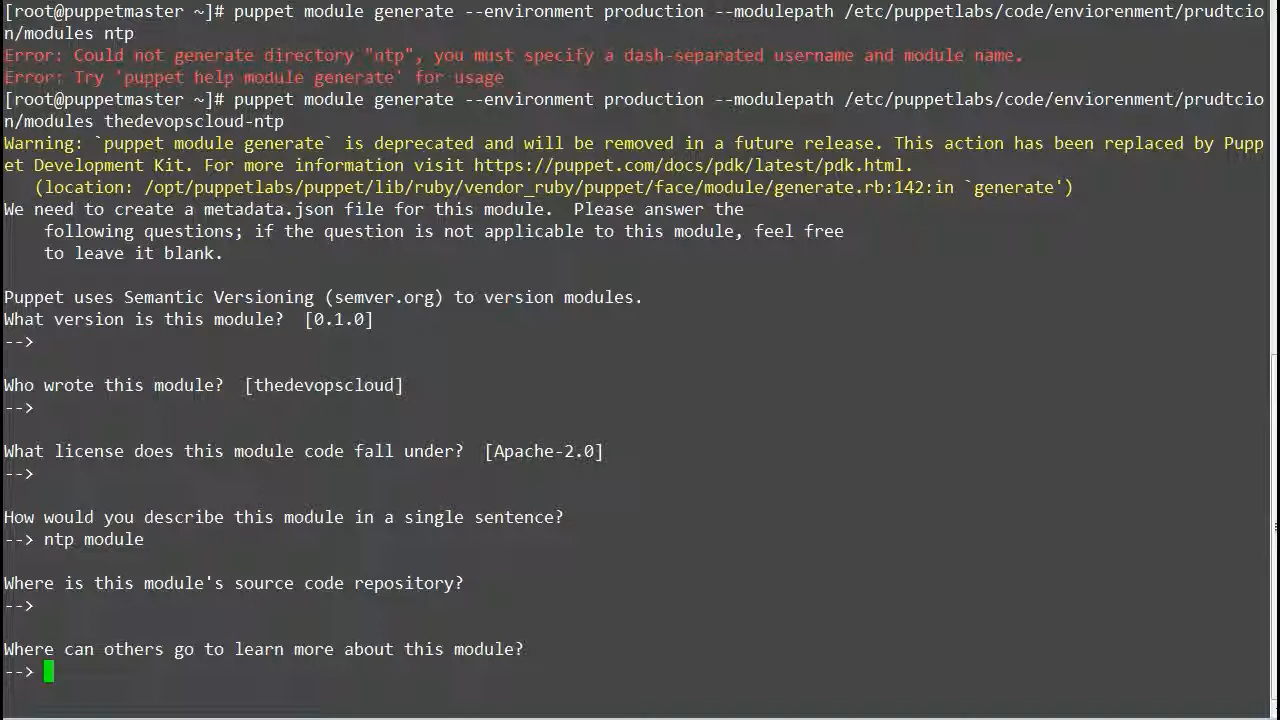 [root@puppetmaster ~]# puppet module generate --environment production --modulepath /etc/puppetlabs/code/enviorenment/prudtcio
n/modules ntp
Error: Could not generate directory "ntp", you must specify a dash-separated username and module name.
Error: Try 'puppet help module generate' for usage
[root@puppetmaster ~]# puppet module generate --environment production --modulepath /etc/puppetlabs/code/enviorenment/prudtcio
n/modules thedevopscloud-ntp
Warning: `puppet module generate` is deprecated and will be removed in a future release. This action has been replaced by Pupp
et Development Kit. For more information visit https://puppet.com/docs/pdk/latest/pdk.html.
   (location: /opt/puppetlabs/puppet/lib/ruby/vendor_ruby/puppet/face/module/generate.rb:142:in `generate')
We need to create a metadata.json file for this module.  Please answer the
    following questions; if the question is not applicable to this module, feel free
    to leave it blank.

Puppet uses Semantic Versioning (semver.org) to version modules.
What version is this module?  [0.1.0]
-->

Who wrote this module?  [thedevopscloud]
-->

What license does this module code fall under?  [Apache-2.0]
-->

How would you describe this module in a single sentence?
--> ntp module

Where is this module's source code repository?
-->

Where can others go to learn more about this module?
-->